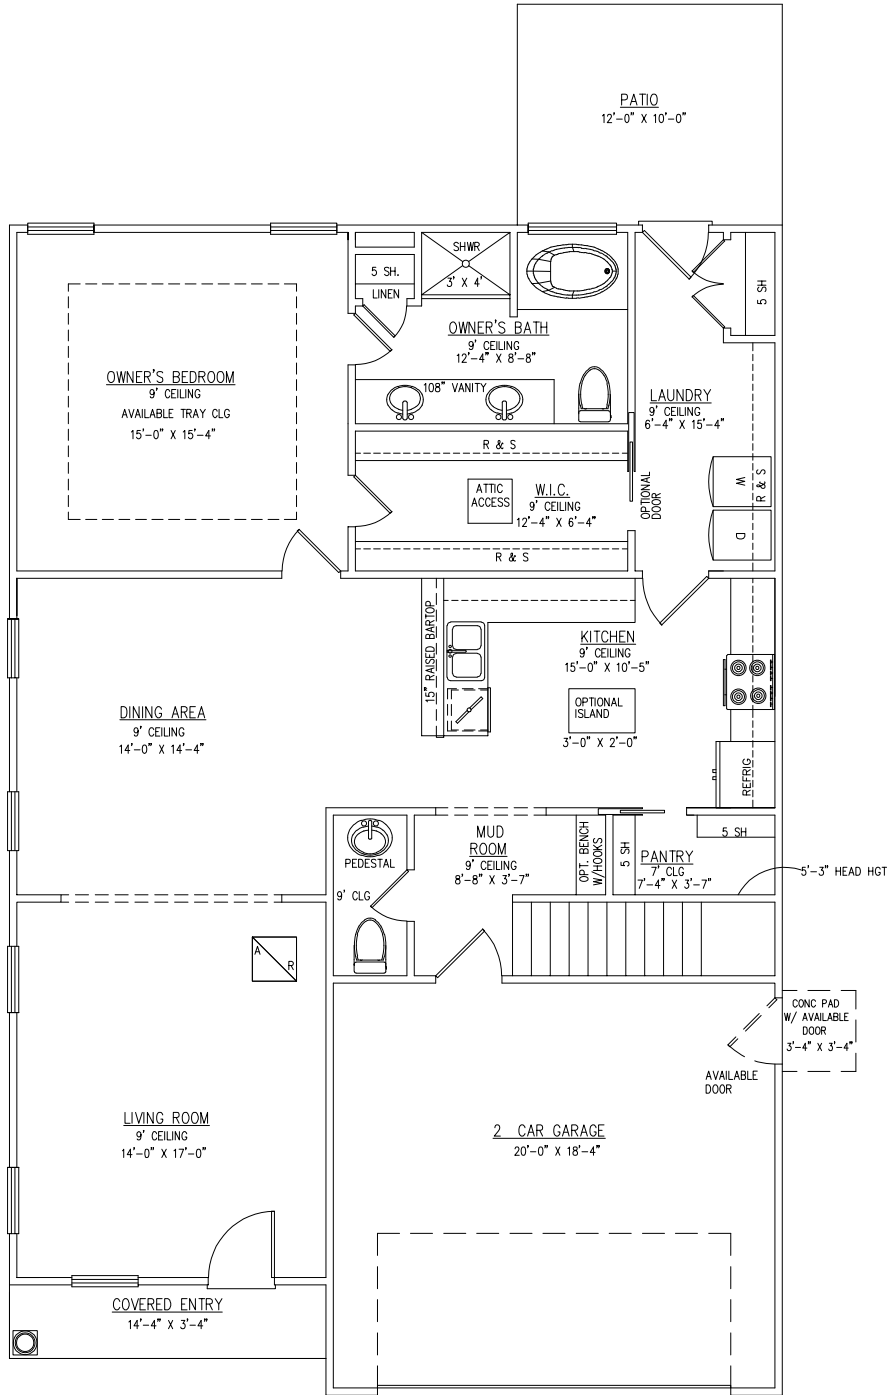 PATIO
12'-0" X 10'-0"
SHWR
3' X 4'
5 SH.
LINEN
5 SH
OWNER'S BATH
9' CEILING
12'-4" X 8'-8"
108" VANITY
OWNER'S BEDROOM
9' CEILING
AVAILABLE TRAY CLG
15'-0" X 15'-4"
LAUNDRY
9' CEILING
6'-4" X 15'-4"
R & S
ATTIC
ACCESS
W.I.C.
9' CEILING
12'-4" X 6'-4"
OPTIONAL
DOOR
W
R & S
D
R & S
15" RAISED BARTOP
KITCHEN
9' CEILING
15'-0" X 10'-5"
OPTIONAL
ISLAND
3'-0" X 2'-0"
DINING AREA
9' CEILING
14'-0" X 14'-4"
REFRIG
PEDESTAL
9' CLG
MUD
ROOM
9' CEILING
8'-8" X 3'-7"
OPT. BENCH
W/HOOKS
5 SH
5 SH
PANTRY
7' CLG
7'-4" X 3'-7"
5'-3" HEAD HGT
A
R
CONC PAD
W/ AVAILABLE
DOOR
3'-4" X 3'-4"
AVAILABLE
DOOR
LIVING ROOM
9' CEILING
14'-0" X 17'-0"
2 CAR GARAGE
20'-0" X 18'-4"
COVERED ENTRY
14'-4" X 3'-4"